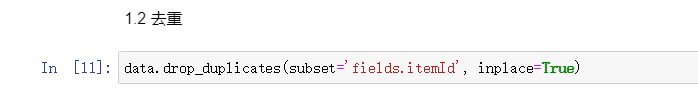 1.2 去重
In [11]: data.drop_duplicates(subset='fields.itemId', inplace=True)